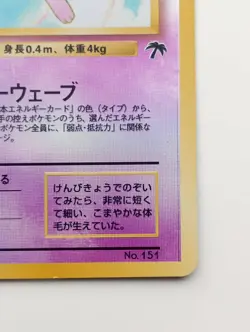 身長0.4m、体重4kg
ーウェーブ
本エネルギーカード」の色(タイプ)から、
手の控えポケモンのうち、選んだエネルギー
ポケモン全員に、「弱点・抵抗力」に関係な
る
けんびきょうでのぞい
てみたら、非常に短く
て細い、こまやかな体
毛が生えていた。
No.151